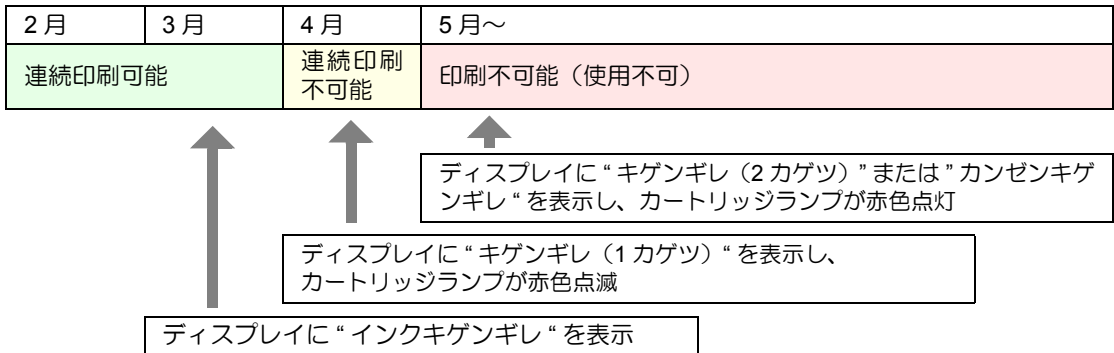 2 月 3 月 4 月 5 月～
連続印刷可能
連続印刷
不可能
印刷不可能（使用不可）
ディスプレイに “ キゲンギレ（2 カゲツ）” または ” カンゼンキゲ
ンギレ “ を表示し、カートリッジランプが赤色点灯
ディスプレイに “ キゲンギレ（1 カゲツ）“ を表示し、
カートリッジランプが赤色点滅
ディスプレイに “ インクキゲンギレ “ を表示